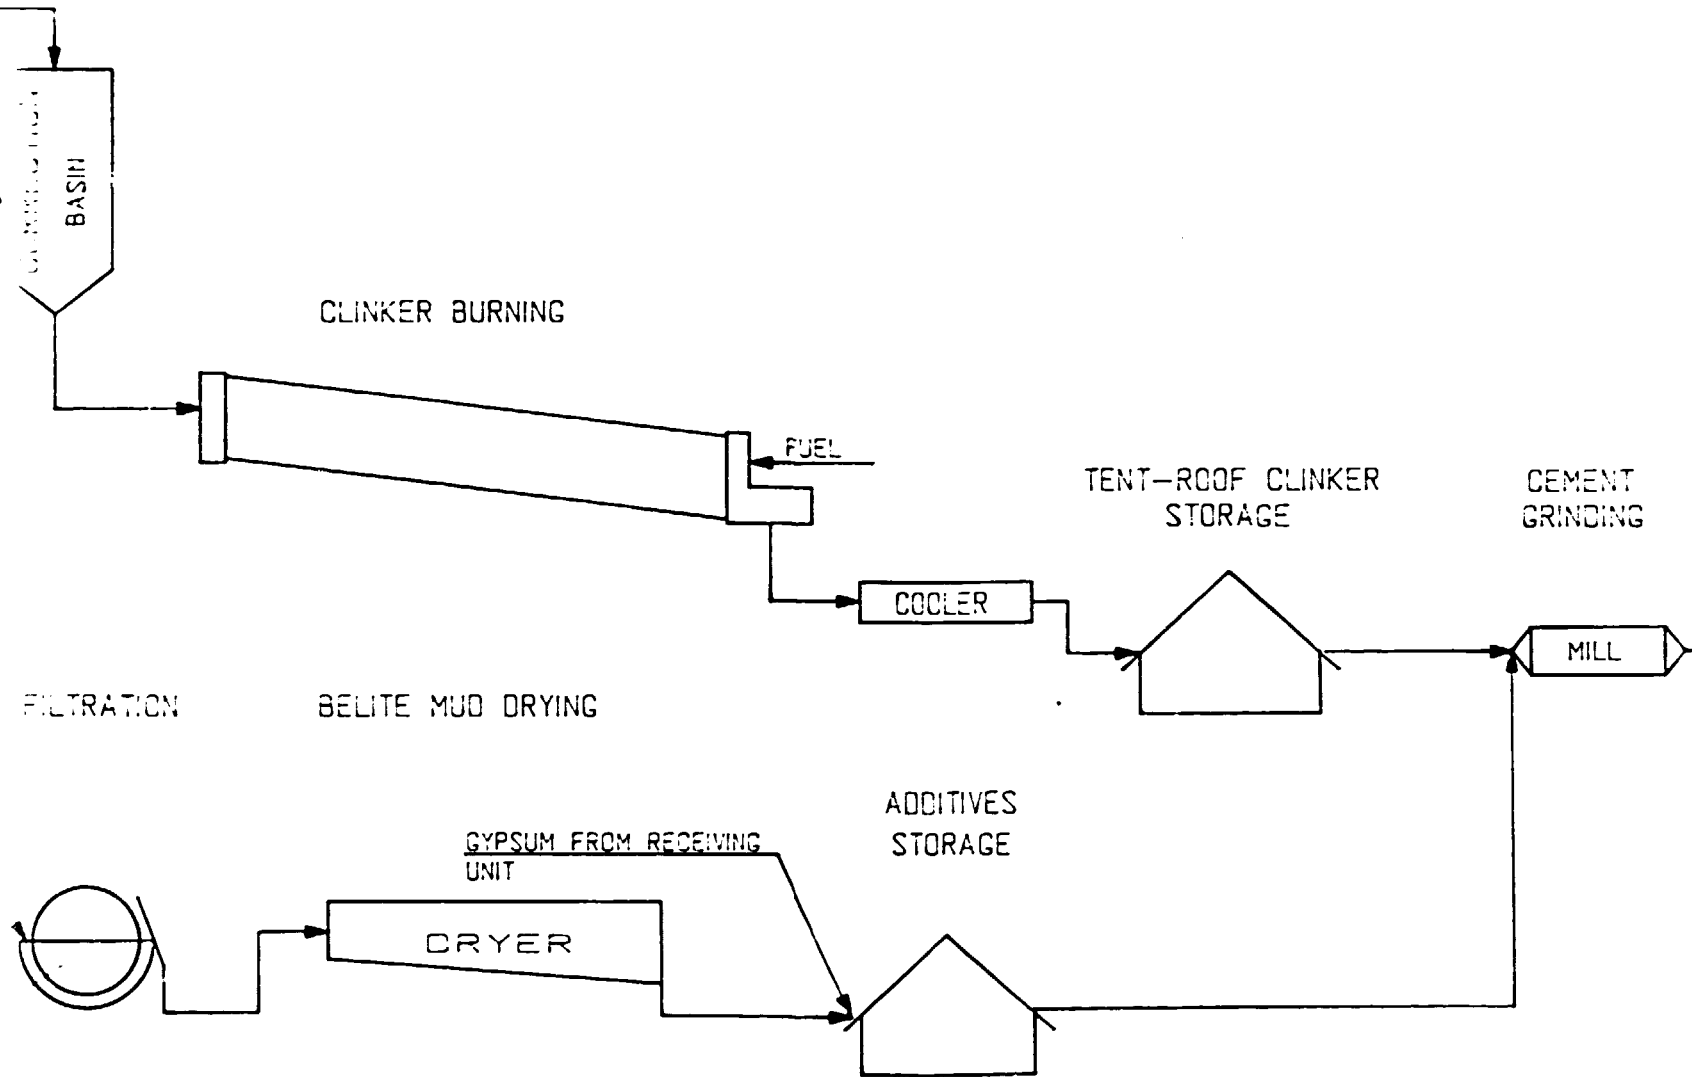 BASIN
CLINKER BURNING
FUEL
TENT-ROOF CLINKER
STORAGE
CEMENT
GRINDING
COOLER
MILL
FILTRATION
BELITE MUD DRYING
ADDITIVES
STORAGE
GYPSUM FROM RECEIVING
UNIT
DRYER